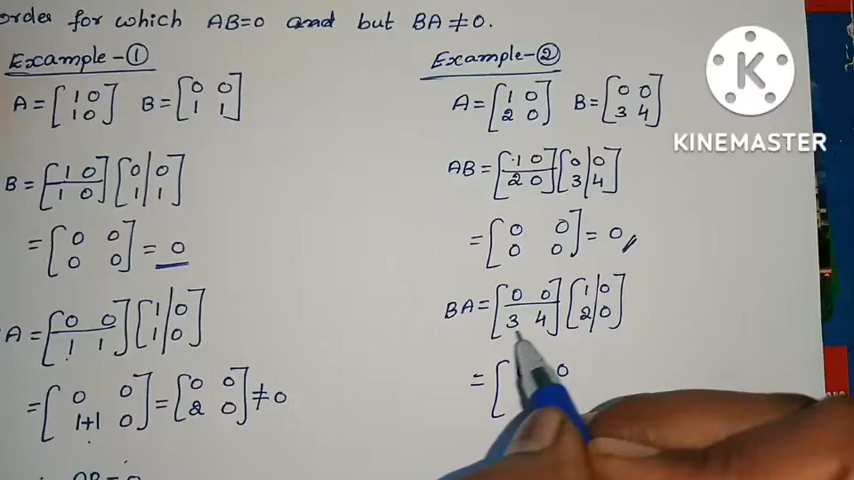 order for which AB=0 and but BA≠0.
Example-①
A = [1 0; 1 0] B = [0 0; 1 1]
B = [1 0; 1 0] [0 0; 1 1]
= [0 0; 0 0] = 0
A = [0 0; 1 1] [1 0; 1 0]
= [0 0; 1+1 0] = [0 0; 2 0] ≠ 0
Example-②
A = [1 0; 2 0] B = [0 0; 3 4]
AB = [1 0; 2 0] [0 0; 3 4]
= [0 0; 0 0] = 0
BA = [0 0; 3 4] [1 0; 2 0]
= [ 0
KINEMASTER